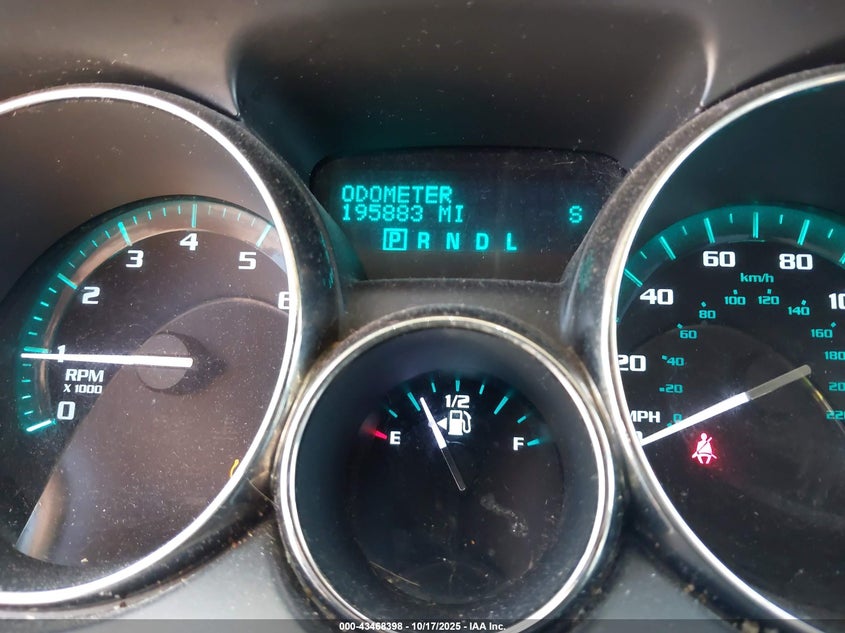 ODOMETER
195883 MI S
P R N D L
0 1 2 3 4 5 6
RPM
X 1000
E 1/2 F
20 40 60 80
km/h
20 40 60 80 100 120 140 160 180
MPH
000-43468398 - 10/17/2025 - IAA Inc.